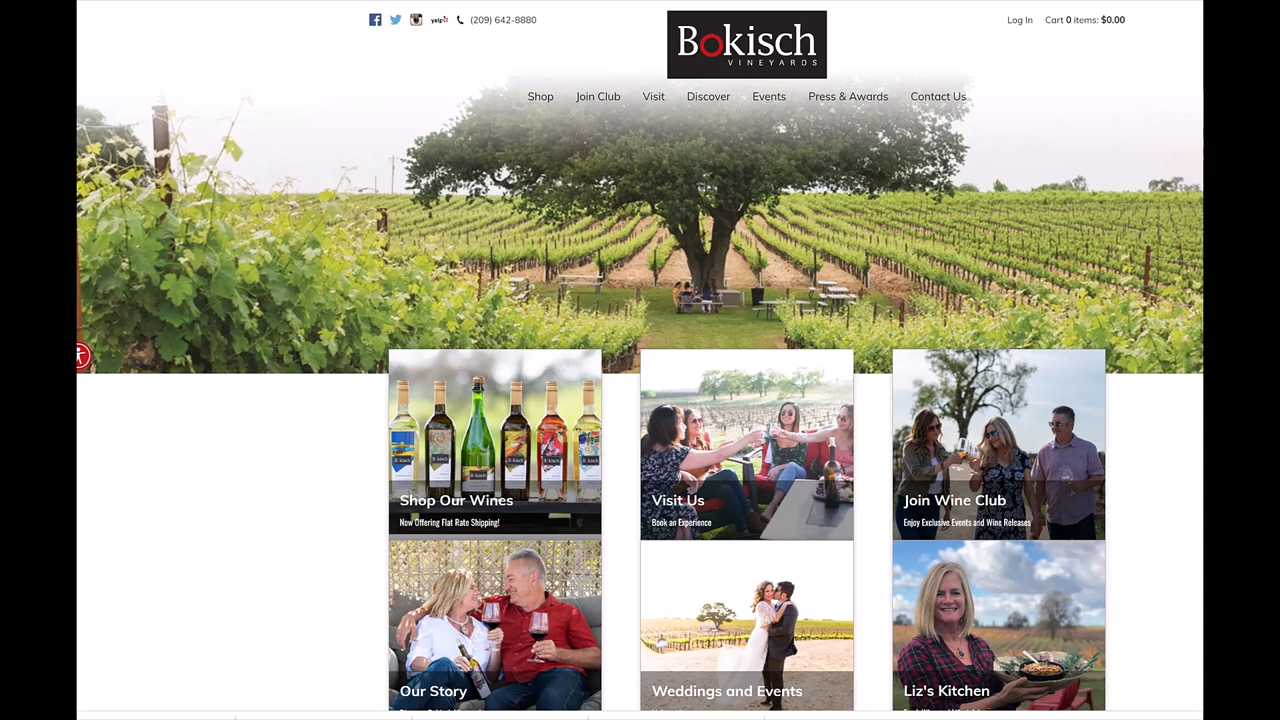 yelp
(209) 642-8880
Bokisch
VINEYARDS
Log In
Cart 0 items: $0.00
Shop
Join Club
Visit
Discover
Events
Press & Awards
Contact Us
Shop Our Wines
Now Offering Flat Rate Shipping!
Visit Us
Book an Experience
Join Wine Club
Enjoy Exclusive Events and Wine Releases
Our Story
Weddings and Events
Liz's Kitchen